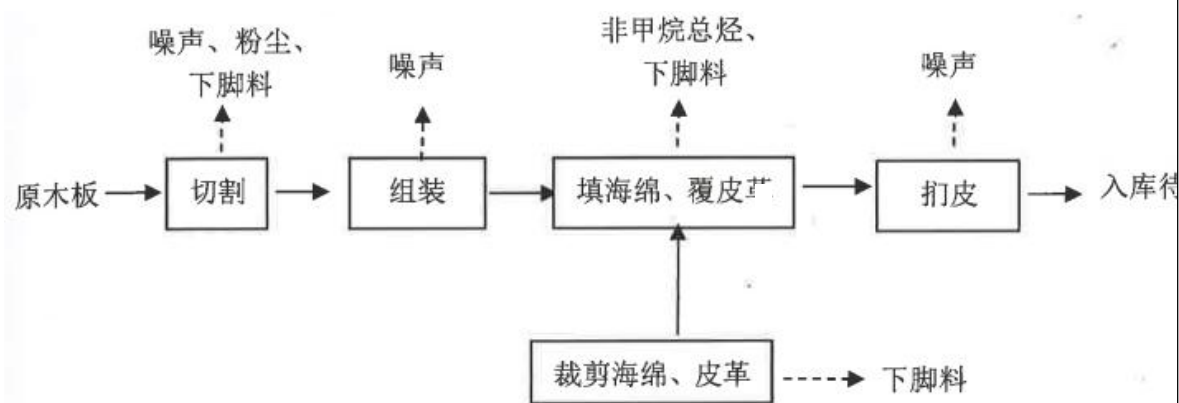 噪声、粉尘、
下脚料
噪声
非甲烷总烃、
下脚料
噪声
原木板
切割
组装
填海绵、覆皮革
扪皮
入库待
裁剪海绵、皮革
下脚料